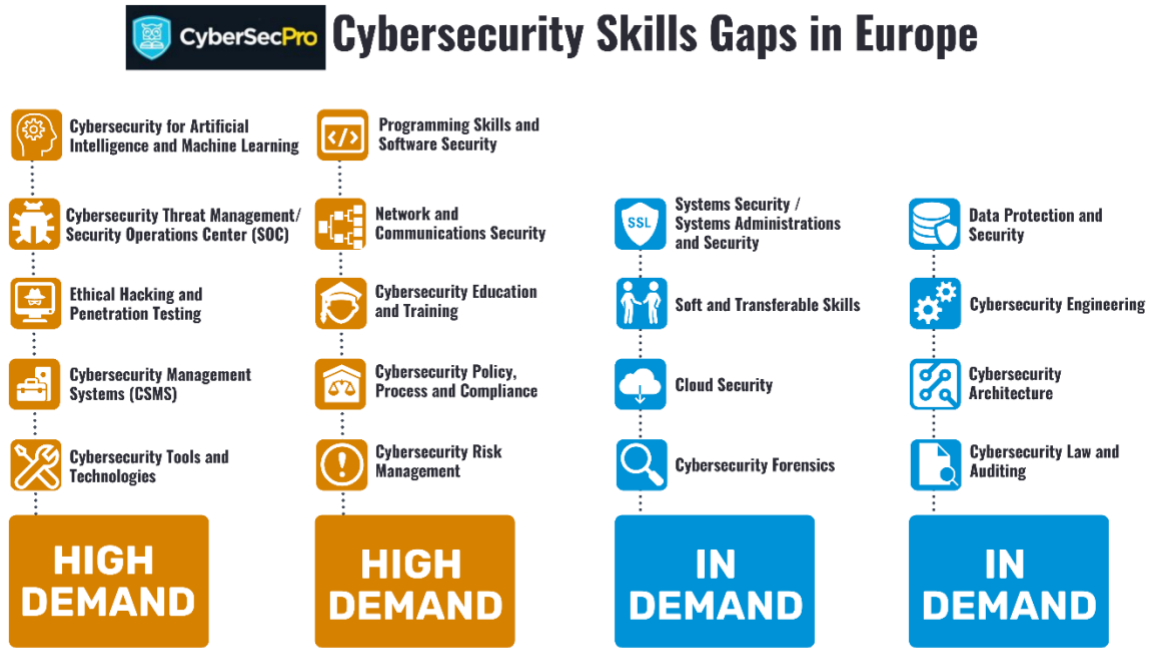 CyberSecPro
Cybersecurity Skills Gaps in Europe
Cybersecurity for Artificial
Intelligence and Machine Learning
Cybersecurity Threat Management/
Security Operations Center (SOC)
Ethical Hacking and
Penetration Testing
Cybersecurity Management
Systems (CSMS)
Cybersecurity Tools and
Technologies
HIGH
DEMAND
</>
Programming Skills and
Software Security
Network and
Communications Security
Cybersecurity Education
and Training
Cybersecurity Policy,
Process and Compliance
Cybersecurity Risk
Management
HIGH
DEMAND
SSL
Systems Security /
Systems Administrations
and Security
Soft and Transferable Skills
Cloud Security
Cybersecurity Forensics
IN
DEMAND
Data Protection and
Security
Cybersecurity Engineering
Cybersecurity
Architecture
Cybersecurity Law and
Auditing
IN
DEMAND